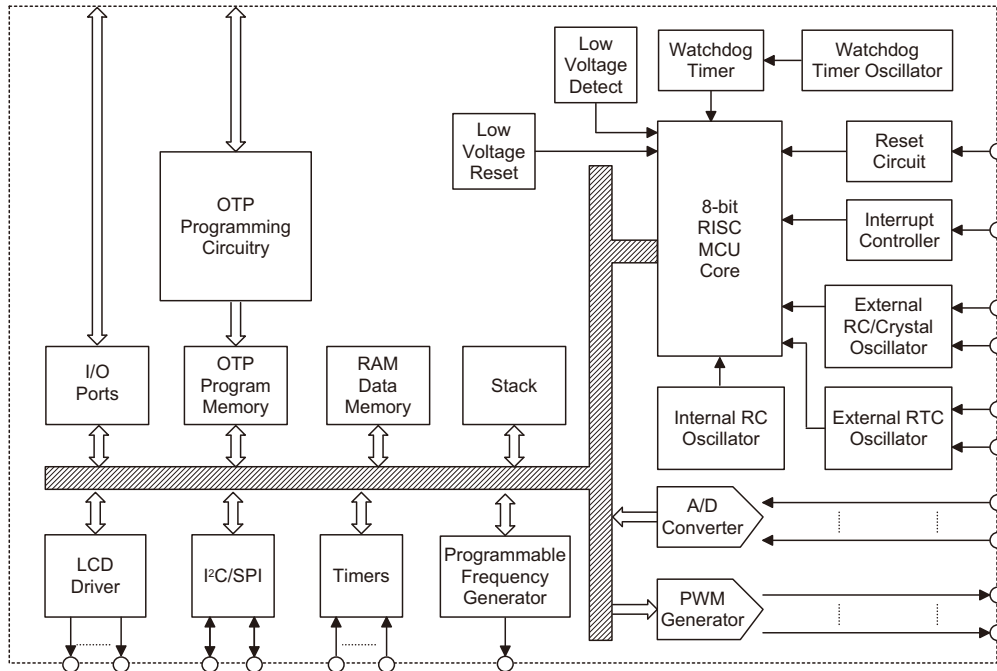 Low
Voltage
Detect
Watchdog
Timer
Watchdog
Timer Oscillator
Low
Voltage
Reset
8-bit
RISC
MCU
Core
Reset
Circuit
OTP
Programming
Circuitry
Interrupt
Controller
External
RC/Crystal
Oscillator
I/O
Ports
OTP
Program
Memory
RAM
Data
Memory
Stack
Internal RC
Oscillator
External RTC
Oscillator
A/D
Converter
LCD
Driver
I²C/SPI
Timers
Programmable
Frequency
Generator
PWM
Generator